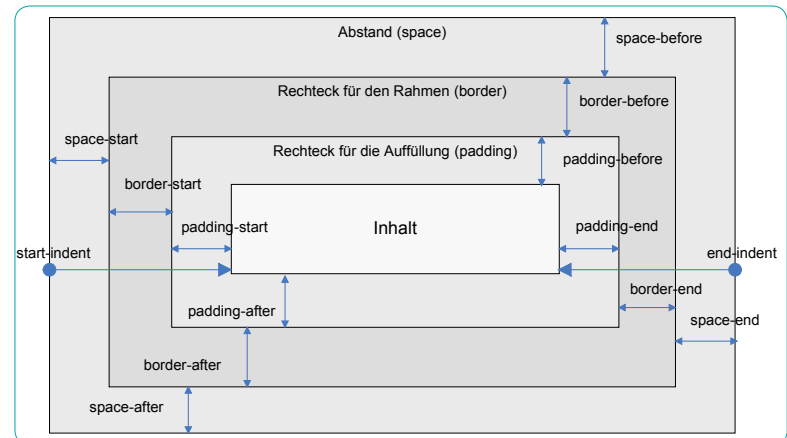 Abstand (space)
space-before
Rechteck für den Rahmen (border)
border-before
space-start
Rechteck für die Auffüllung (padding)
padding-before
border-start
padding-start
Inhalt
padding-end
start-indent
end-indent
border-end
padding-after
space-end
border-after
space-after